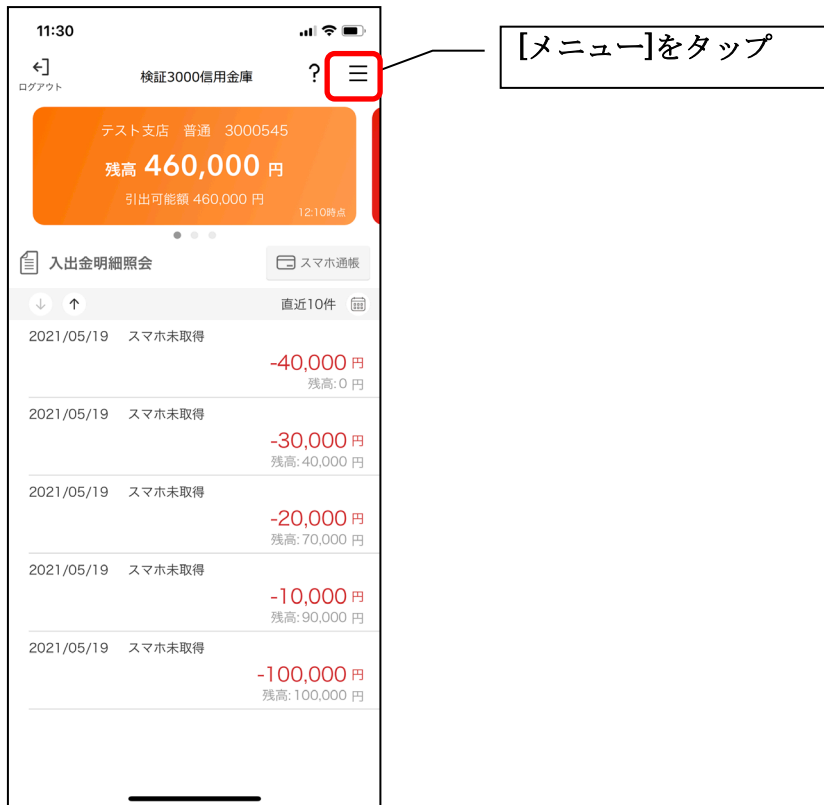 11:30
[メニュー]をタップ
ログアウト
検証3000信用金庫
?
テスト支店 普通 3000545
残高 460,000 円
引出可能額 460,000 円
12:10時点
入出金明細照会
スマホ通帳
↓ ↑
直近10件
2021/05/19 スマホ未取得
-40,000 円
残高: 0 円
2021/05/19 スマホ未取得
-30,000 円
残高: 40,000 円
2021/05/19 スマホ未取得
-20,000 円
残高: 70,000 円
2021/05/19 スマホ未取得
-10,000 円
残高: 90,000 円
2021/05/19 スマホ未取得
-100,000 円
残高: 100,000 円